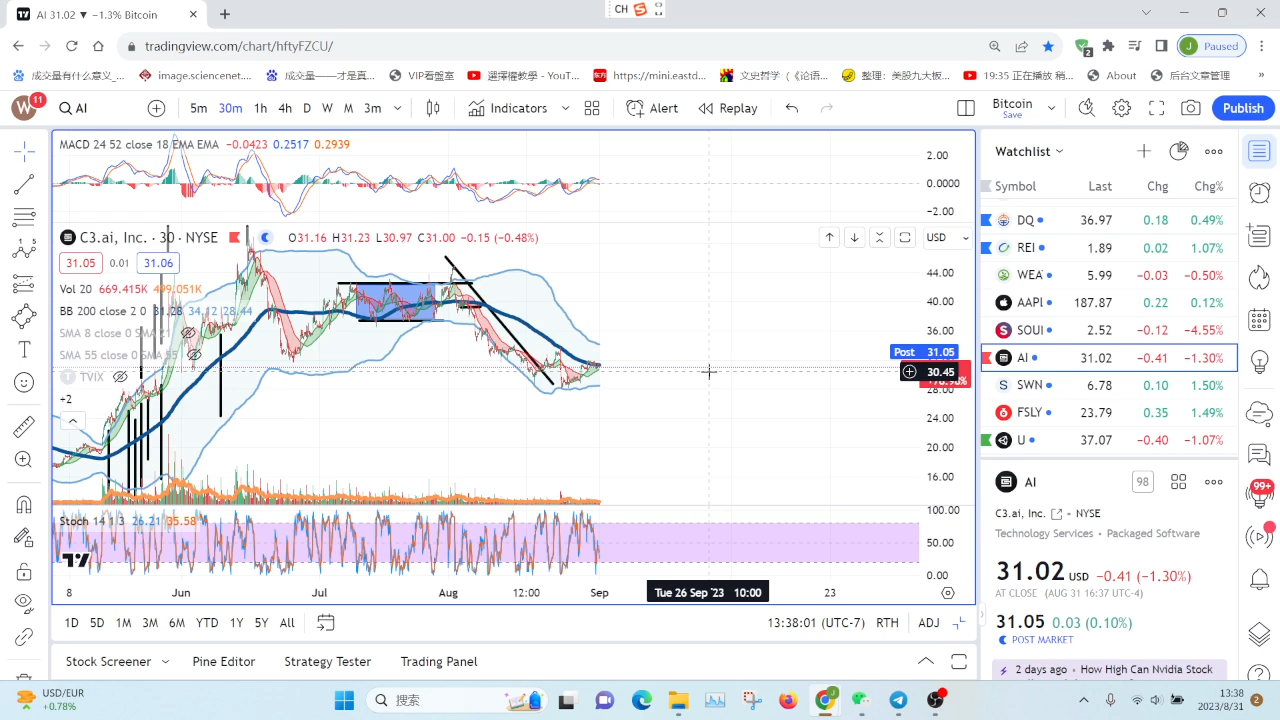 AI 31.02 ▼ −1.3% Bitcoin
CH
tradingview.com/chart/hftyFZCU/
2
J Paused
成交量有什么意义_...
image.sciencenet....
成交量——才是真...
VIP看盤室
選擇權教學 - YouT...
https://mini.eastd...
文史哲（《论语...
整理：美股九大板...
19:35 正在播放 稍...
About
后台文章管理
»
W 11
AI
5m 30m 1h 4h D W M 3m
Indicators
Alert
Replay
Bitcoin
Save
Publish
MACD 24 52 close 18 EMA EMA −0.0423 0.2517 0.2939
2.00
0.0000
−2.00
C3.ai, Inc. · 30 · NYSE O31.16 H31.23 L30.97 C31.00 −0.15 (−0.48%)
USD
31.05 0.01 31.06
Vol 20 669.415K 499.051K
BB 200 close 2 0 31.28 34.12 28.44
SMA 8 close 0 SMA 21
SMA 55 close 0 SMA 55
T TVIX
+2
44.00
40.00
36.00
Post 31.05
30.45
28.00
24.00
20.00
16.00
Stoch 14 1 3 26.21 35.58
100.00
50.00
0.00
8 Jun Jul Aug 12:00 Sep Tue 26 Sep '23 10:00 23
1D 5D 1M 3M 6M YTD 1Y 5Y All
13:38:01 (UTC-7) RTH ADJ
Stock Screener Pine Editor Strategy Tester Trading Panel
Watchlist
Symbol Last Chg Chg%
DQ 36.97 0.18 0.49%
REI 1.89 0.02 1.07%
WEA 5.99 −0.03 −0.50%
AAPL 187.87 0.22 0.12%
SOUI 2.52 −0.12 −4.55%
AI 31.02 −0.41 −1.30%
SWN 6.78 0.10 1.50%
FSLY 23.79 0.35 1.49%
U 37.07 −0.40 −1.07%
AI 98
C3.ai, Inc. NYSE
Technology Services • Packaged Software
31.02 USD −0.41 (−1.30%)
AT CLOSE (AUG 31 16:37 UTC-4)
31.05 0.03 (0.10%)
POST MARKET
2 days ago • How High Can Nvidia Stock
99+
USD/EUR
+0.78%
搜索
13:38
2023/8/31
2